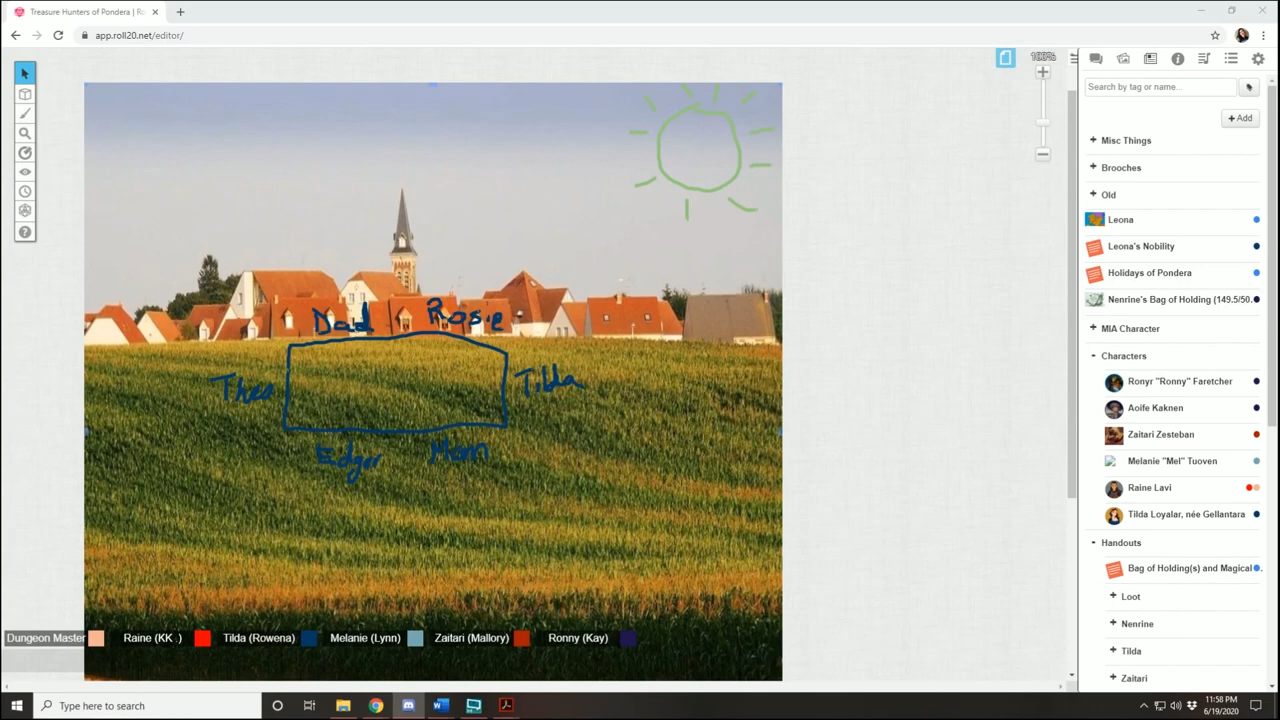 Treasure Hunters of Pondera | Ro
app.roll20.net/editor/
100%
Search by tag or name...
+ Add
Misc Things
Brooches
Old
Leona
Leona's Nobility
Holidays of Pondera
Nenrine's Bag of Holding (149.5/50.
MIA Character
Characters
Ronyr "Ronny" Faretcher
Aoife Kaknen
Zaitari Zesteban
Melanie "Mel" Tuoven
Raine Lavi
Tilda Loyalar, née Gellantara
Handouts
Bag of Holding(s) and Magical .
Loot
Nenrine
Tilda
Zaitari
Dad Rosie
Theo Tilda
Edgar Mom
Dungeon Master Raine (KK .) Tilda (Rowena) Melanie (Lynn) Zaitari (Mallory) Ronny (Kay)
Type here to search
11:58 PM
6/19/2020